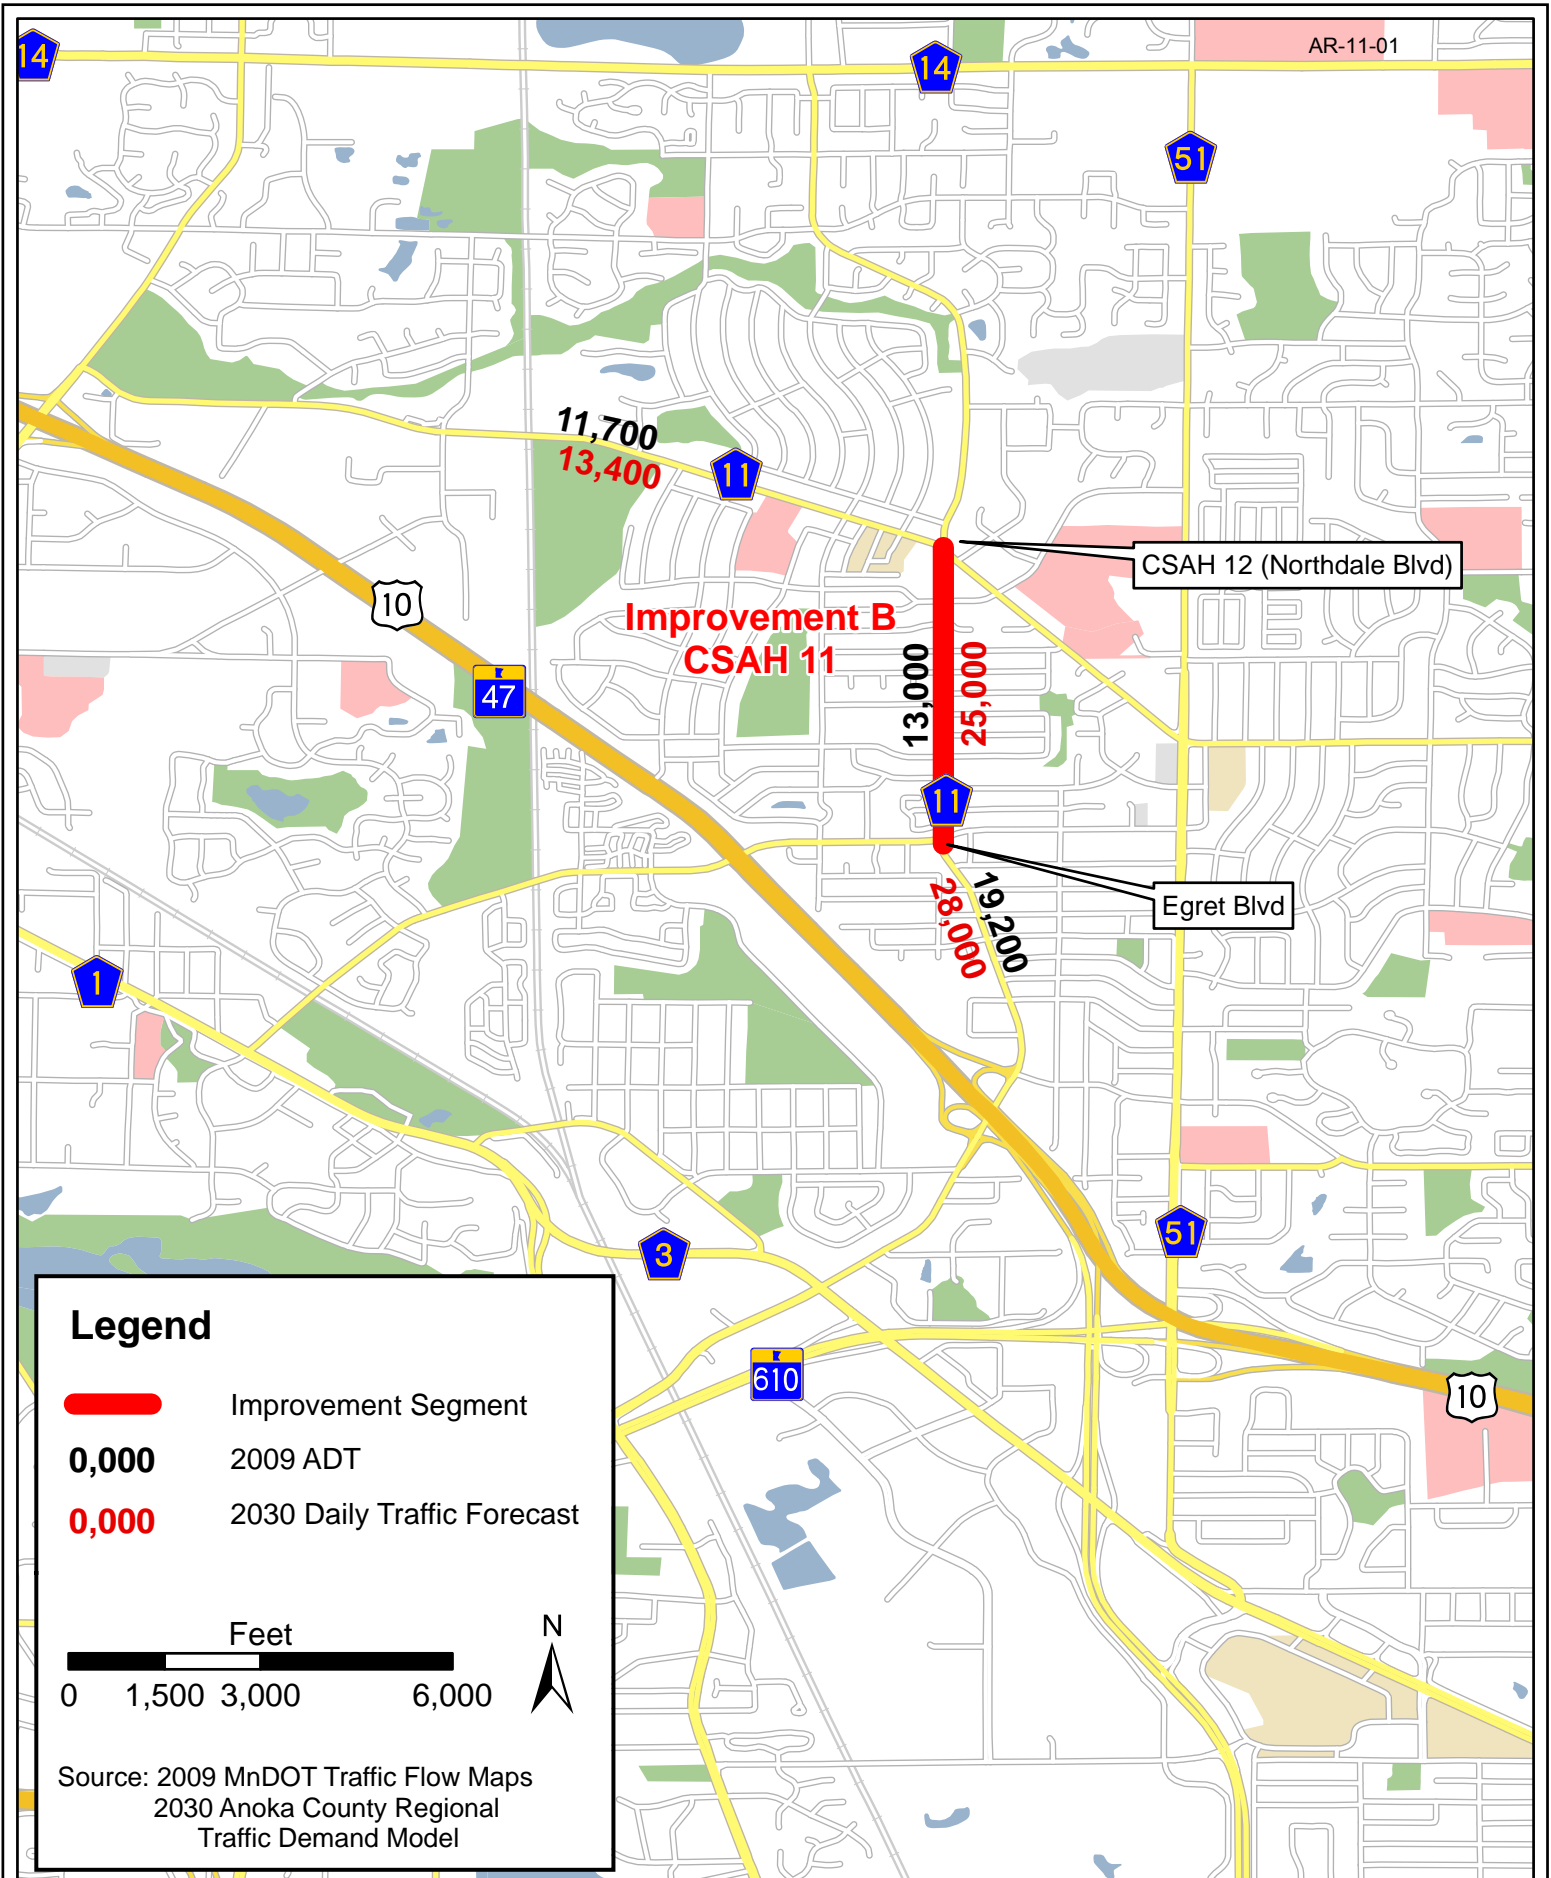 AR-11-01
14
14
51
11,700
13,400
11
CSAH 12 (Northdale Blvd)
10
Improvement B
CSAH 11
13,000
25,000
47
11
Egret Blvd
19,200
28,000
1
51
3
610
10
Legend
Improvement Segment
0,000 2009 ADT
0,000 2030 Daily Traffic Forecast
Feet
N
0 1,500 3,000 6,000
Source: 2009 MnDOT Traffic Flow Maps
2030 Anoka County Regional
Traffic Demand Model